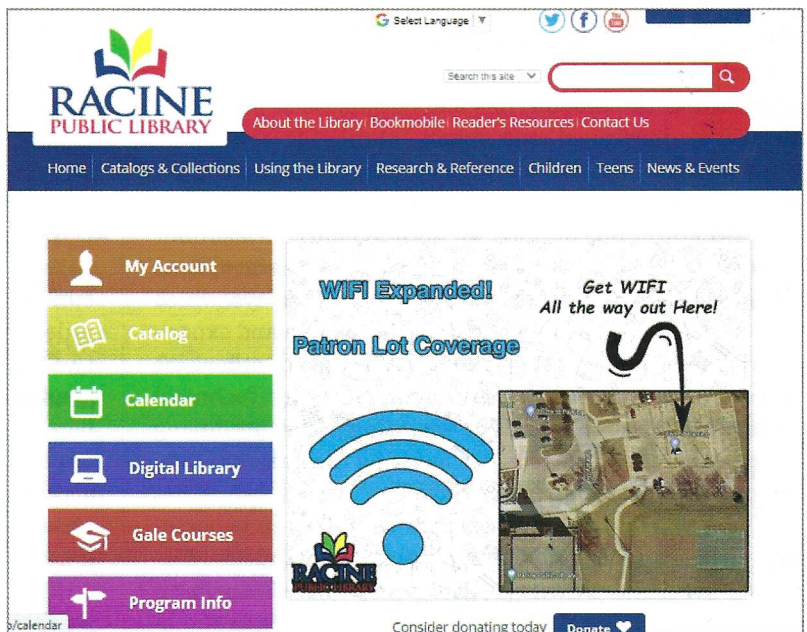 Select Language ▼
You Tube
Search this site
RACINE
PUBLIC LIBRARY
About the Library Bookmobile Reader's Resources Contact Us
Home Catalogs & Collections Using the Library Research & Reference Children Teens News & Events
My Account
Catalog
Calendar
Digital Library
Gale Courses
Program Info
WIFI Expanded!
Patron Lot Coverage
Get WIFI
All the way out Here!
RACINE
PUBLIC LIBRARY
/calendar
Consider donating today Donate